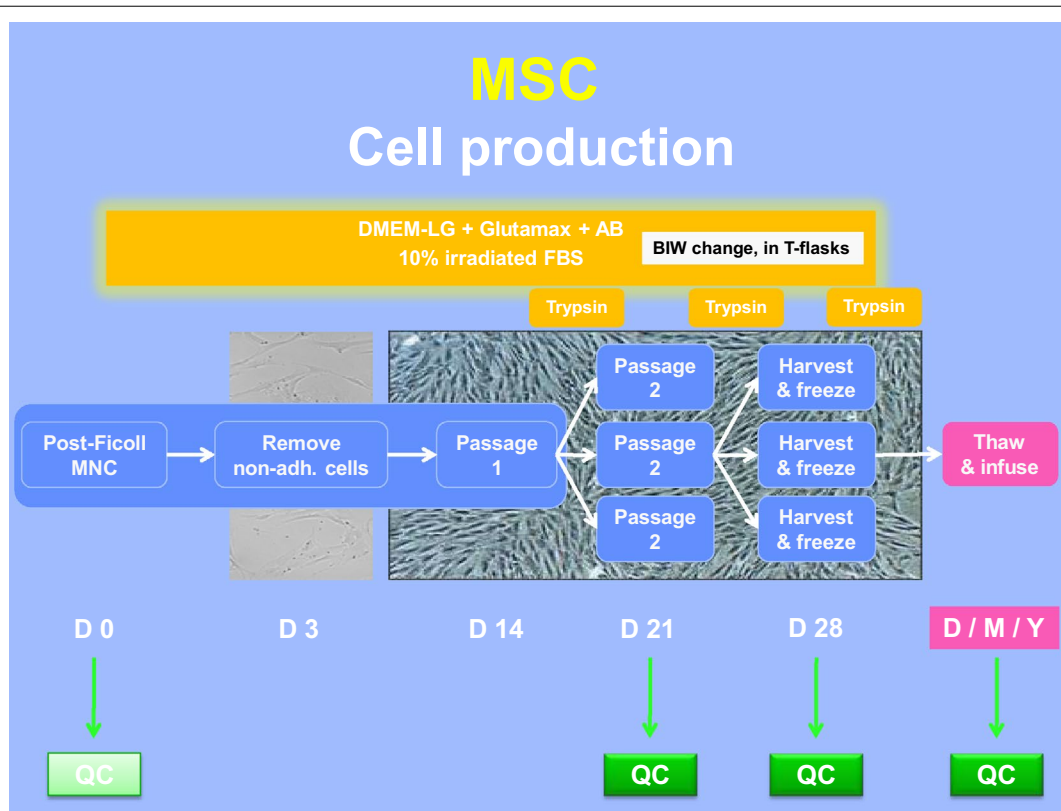 MSC
Cell production
DMEM-LG + Glutamax + AB
10% irradiated FBS
BIW change, in T-flasks
Trypsin
Trypsin
Trypsin
Post-Ficoll
MNC
Remove
non-adh. cells
Passage
1
Passage
2
Passage
2
Passage
2
Harvest
& freeze
Harvest
& freeze
Harvest
& freeze
Thaw
& infuse
D 0
D 3
D 14
D 21
D 28
D / M / Y
QC
QC
QC
QC